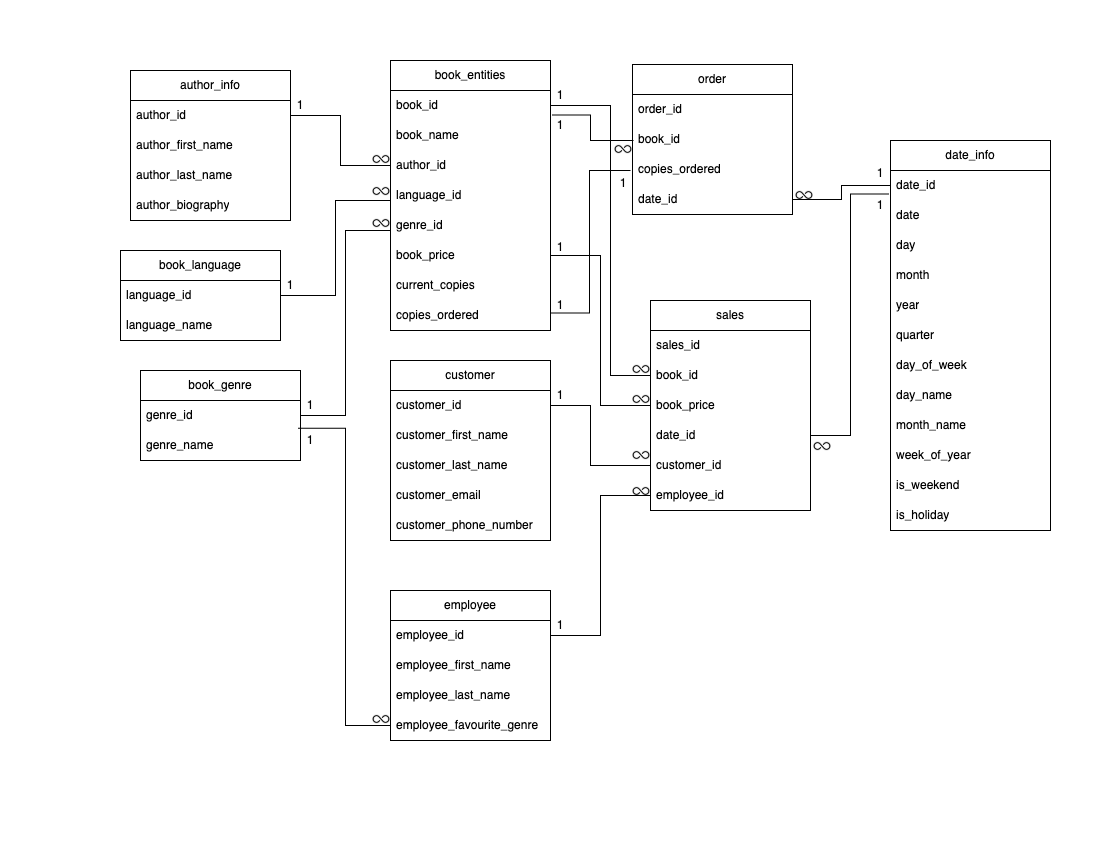 author_info
author_id
author_first_name
author_last_name
author_biography
1
∞
book_language
language_id
language_name
1
∞
book_genre
genre_id
genre_name
1
1
∞
∞
book_entities
book_id
book_name
author_id
language_id
genre_id
book_price
current_copies
copies_ordered
1
1
1
1
customer
customer_id
customer_first_name
customer_last_name
customer_email
customer_phone_number
1
employee
employee_id
employee_first_name
employee_last_name
employee_favourite_genre
1
order
order_id
book_id
copies_ordered
date_id
∞
1
∞
sales
sales_id
book_id
book_price
date_id
customer_id
employee_id
∞
∞
∞
∞
∞
date_info
date_id
date
day
month
year
quarter
day_of_week
day_name
month_name
week_of_year
is_weekend
is_holiday
1
1